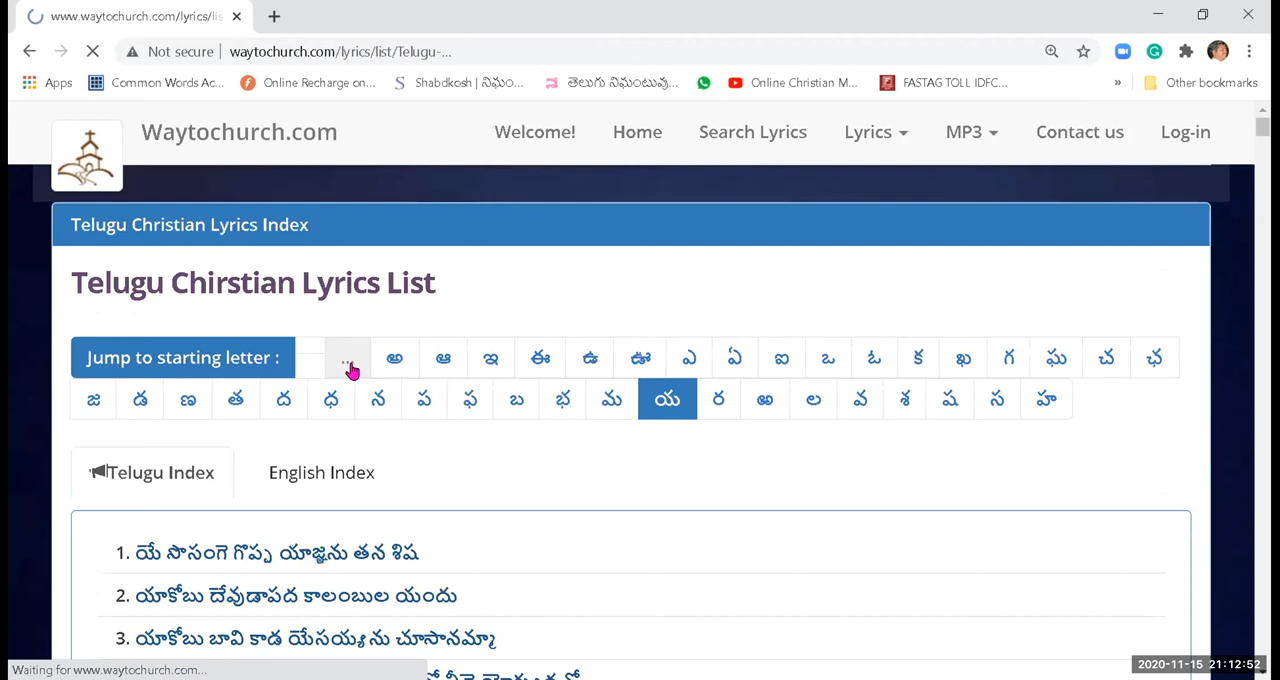 www.waytochurch.com/lyrics/lis
Not secure | waytochurch.com/lyrics/list/Telugu-...
Apps Common Words Ac... Online Recharge on... Shabdkosh | నిఘం... తెలుగు నిఘంటువు... Online Christian M... FASTAG TOLL IDFC... » Other bookmarks
Waytochurch.com Welcome! Home Search Lyrics Lyrics MP3 Contact us Log-in
Telugu Christian Lyrics Index
Telugu Chirstian Lyrics List
Jump to starting letter : ... అ ఆ ఇ ఈ ఉ ఊ ఎ ఏ ఐ ఒ ఓ క ఖ గ ఘ చ ఛ
జ డ ణ త ద ధ న ప ఫ బ భ మ య ర ఱ ల వ శ ష స హ
Telugu Index English Index
1. యే సొసంగె గొప్ప యాజ్ఞను తన శిష
2. యాకోబు దేవుడాపద కాలంబుల యందు
3. యాకోబు బావి కాడ యేసయ్యను చూసానమ్మా
Waiting for www.waytochurch.com...
2020-11-15 21:12:52